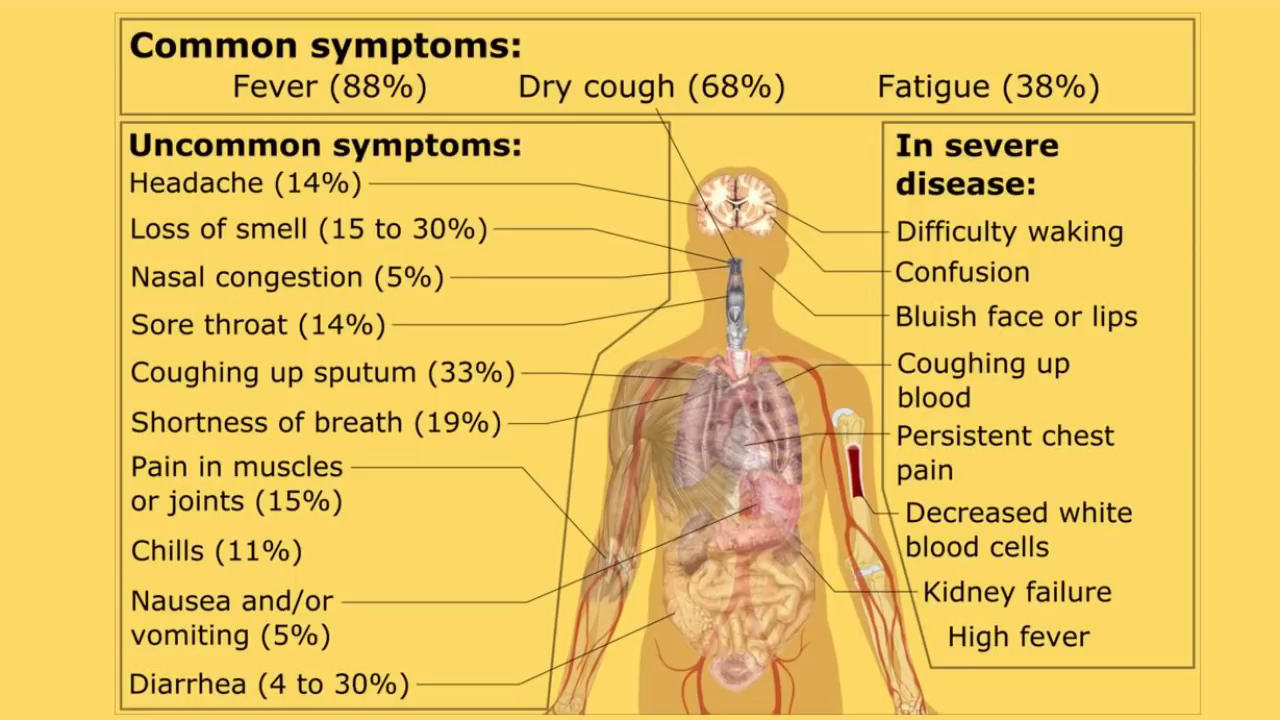 Common symptoms:
Fever (88%) Dry cough (68%) Fatigue (38%)
Uncommon symptoms:
Headache (14%)
Loss of smell (15 to 30%)
Nasal congestion (5%)
Sore throat (14%)
Coughing up sputum (33%)
Shortness of breath (19%)
Pain in muscles
or joints (15%)
Chills (11%)
Nausea and/or
vomiting (5%)
Diarrhea (4 to 30%)
In severe
disease:
Difficulty waking
Confusion
Bluish face or lips
Coughing up
blood
Persistent chest
pain
Decreased white
blood cells
Kidney failure
High fever